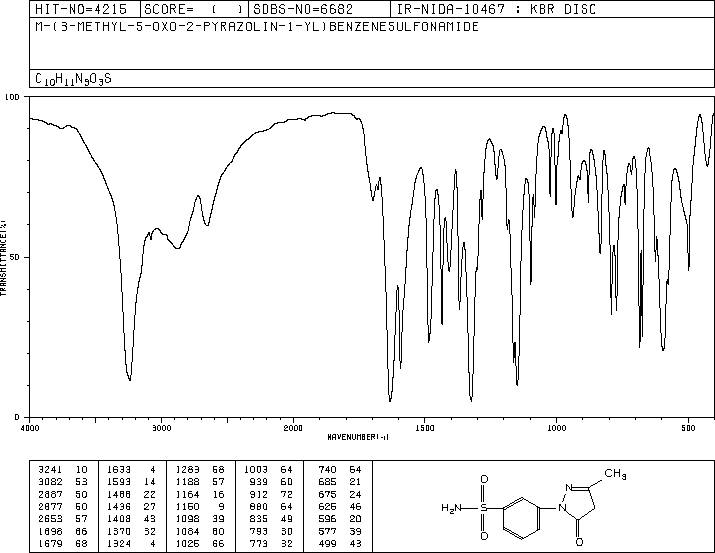 HIT-NO=4215 SCORE= ( ) SDBS-NO=6682 IR-NIDA-10467 : KBR DISC
M-(3-METHYL-5-OXO-2-PYRAZOLIN-1-YL)BENZENESULFONAMIDE
C10H11N3O3S
100
50
0
TRANSMITTANCE(%)
4000 3000 2000 1500 1000 500
WAVENUMBER(-1)
3241 10 1633 4 1283 68 1003 64 740 64
3082 53 1593 14 1188 57 939 60 685 21
2887 50 1488 22 1164 16 912 72 675 24
2877 50 1436 27 1150 9 880 64 625 46
2653 57 1408 43 1098 39 835 49 596 20
1698 66 1370 32 1084 60 793 30 577 39
1679 68 1324 4 1025 66 773 32 499 43
O
H2N S
O
N
N
CH3
O